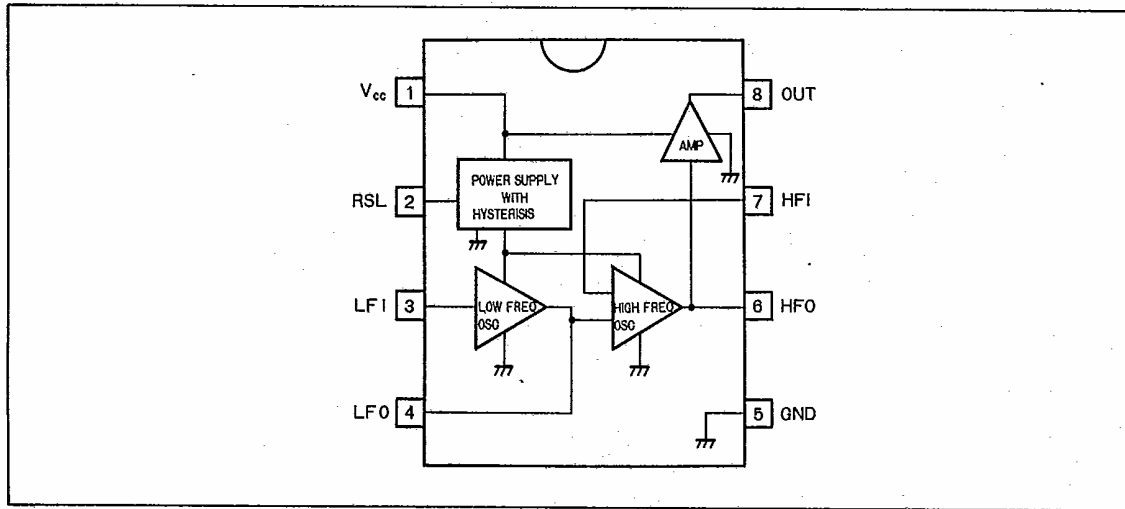 Vcc 1
8 OUT
AMP
POWER SUPPLY
WITH
HYSTERISIS
RSL 2
7 HFI
LFI 3
LOW FREQ
OSC
HIGH FREQ
OSC
6 HFO
LFO 4
5 GND